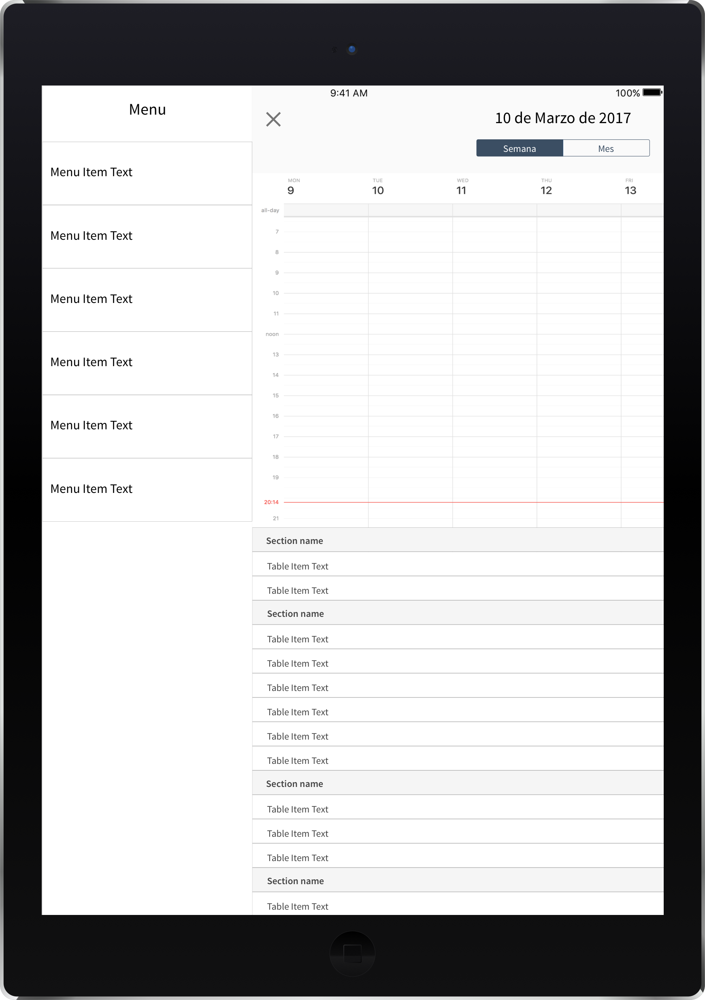 Menu
Menu Item Text
Menu Item Text
Menu Item Text
Menu Item Text
Menu Item Text
Menu Item Text
9:41 AM 100%
10 de Marzo de 2017
Semana Mes
MON TUE WED THU FRI
9 10 11 12 13
all-day
7
8
9
10
11
noon
13
14
15
16
17
18
19
20:14
21
Section name
Table Item Text
Table Item Text
Section name
Table Item Text
Table Item Text
Table Item Text
Table Item Text
Table Item Text
Table Item Text
Section name
Table Item Text
Table Item Text
Table Item Text
Section name
Table Item Text